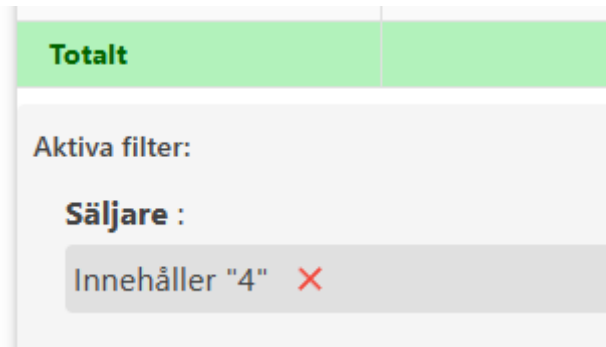 Totalt
Aktiva filter:
Säljare :
Innehåller "4" ✕